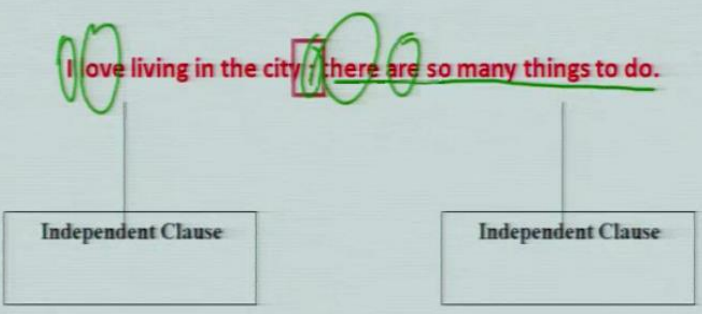 I love living in the city ; there are so many things to do.
Independent Clause Independent Clause